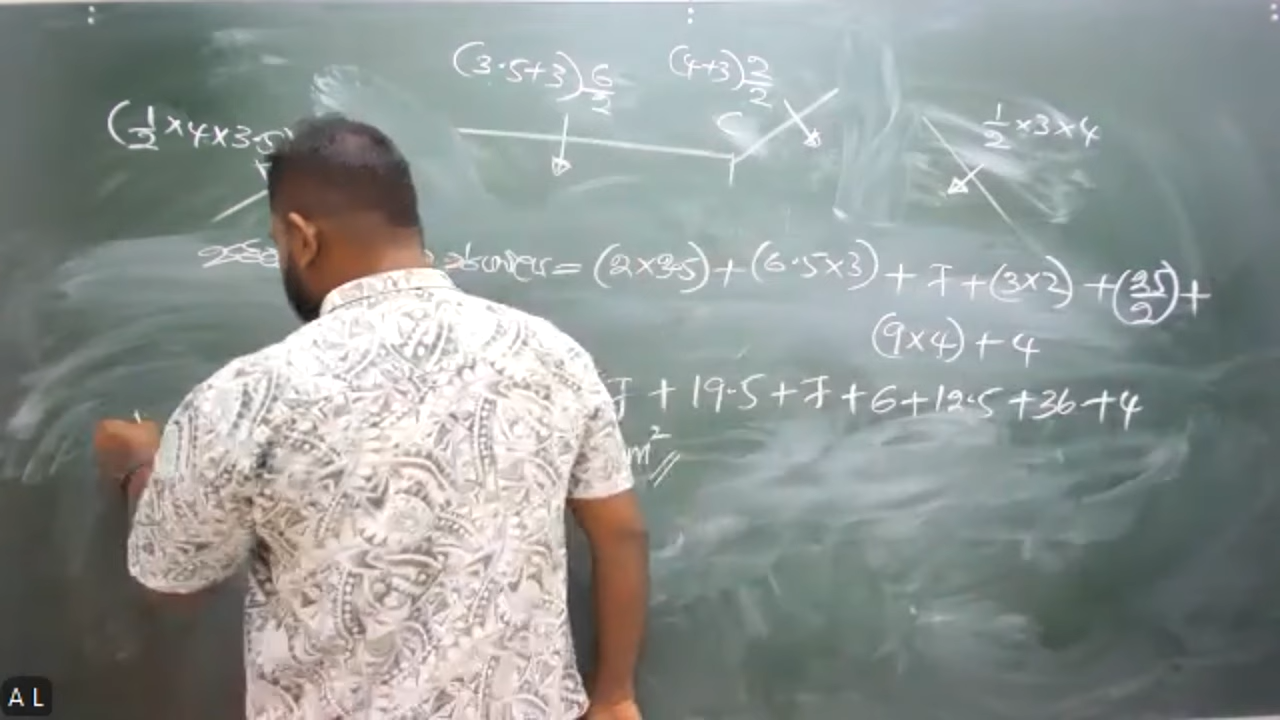 (3.5+3)6/2
(4+3)2/2
(1/2×4×3.5)
C
1/2×3×4
= (2×3.5)+(6.5×3)+7+(3×2)+(25/2)+
(9×4)+4
7+19.5+7+6+12.5+36+4
m²
A L